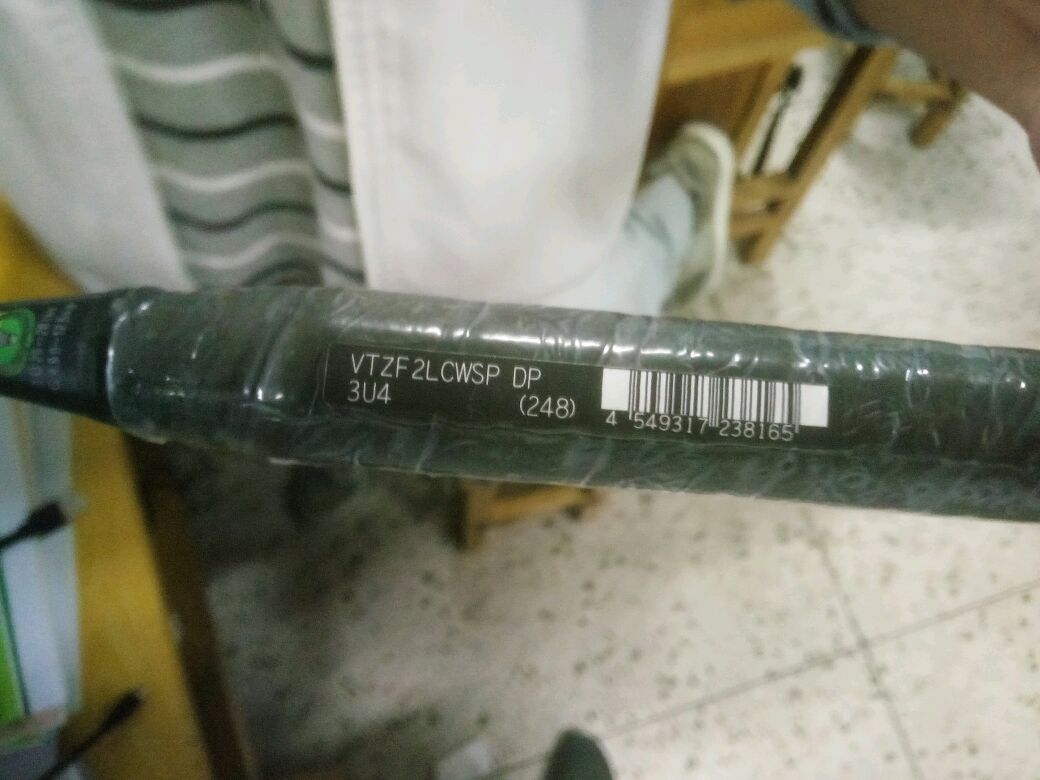 VTZF2LCWSP DP
3U4 (248)
4 549317 238165